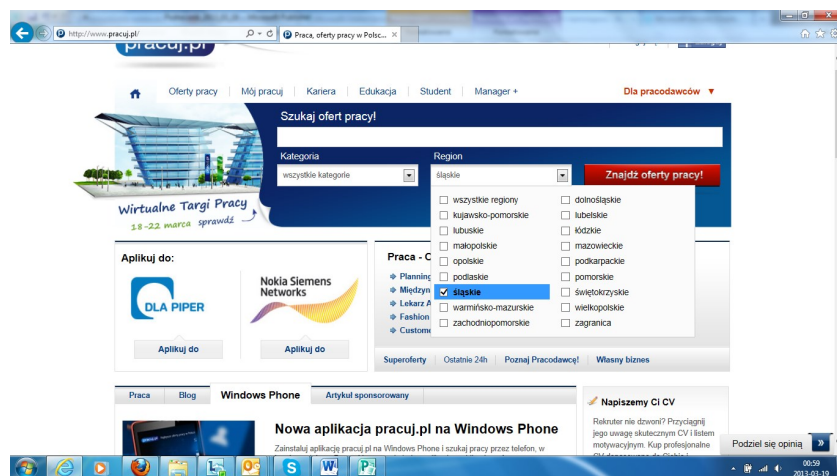 http://www.pracuj.pl/
Praca, oferty pracy w Polsc...
pracuj.pl
Oferty pracy
Mój pracuj
Kariera
Edukacja
Student
Manager +
Dla pracodawców
Szukaj ofert pracy!
Kategoria
Region
wszystkie kategorie
śląskie
Znajdź oferty pracy!
Wirtualne Targi Pracy
18-22 marca sprawdź
wszystkie regiony
dolnośląskie
kujawsko-pomorskie
lubelskie
lubuskie
łódzkie
małopolskie
mazowieckie
opolskie
podkarpackie
podlaskie
pomorskie
śląskie
świętokrzyskie
warmińsko-mazurskie
wielkopolskie
zachodniopomorskie
zagranica
Aplikuj do:
DLA PIPER
Nokia Siemens
Networks
Aplikuj do
Aplikuj do
Praca - O
Planning
Międzyn
Lekarz A
Fashion
Custome
Superoferty
Ostatnie 24h
Poznaj Pracodawcę!
Własny biznes
Praca
Blog
Windows Phone
Artykuł sponsorowany
Nowa aplikacja pracuj.pl na Windows Phone
Zainstaluj aplikację pracuj.pl na Windows Phone i szukaj pracy przez telefon, w
Napiszemy Ci CV
Rekruter nie dzwoni? Przyciągnij
jego uwagę skutecznym CV i listem
motywacyjnym. Kup profesjonalne
Podziel się opinią
00:59
2013-03-19